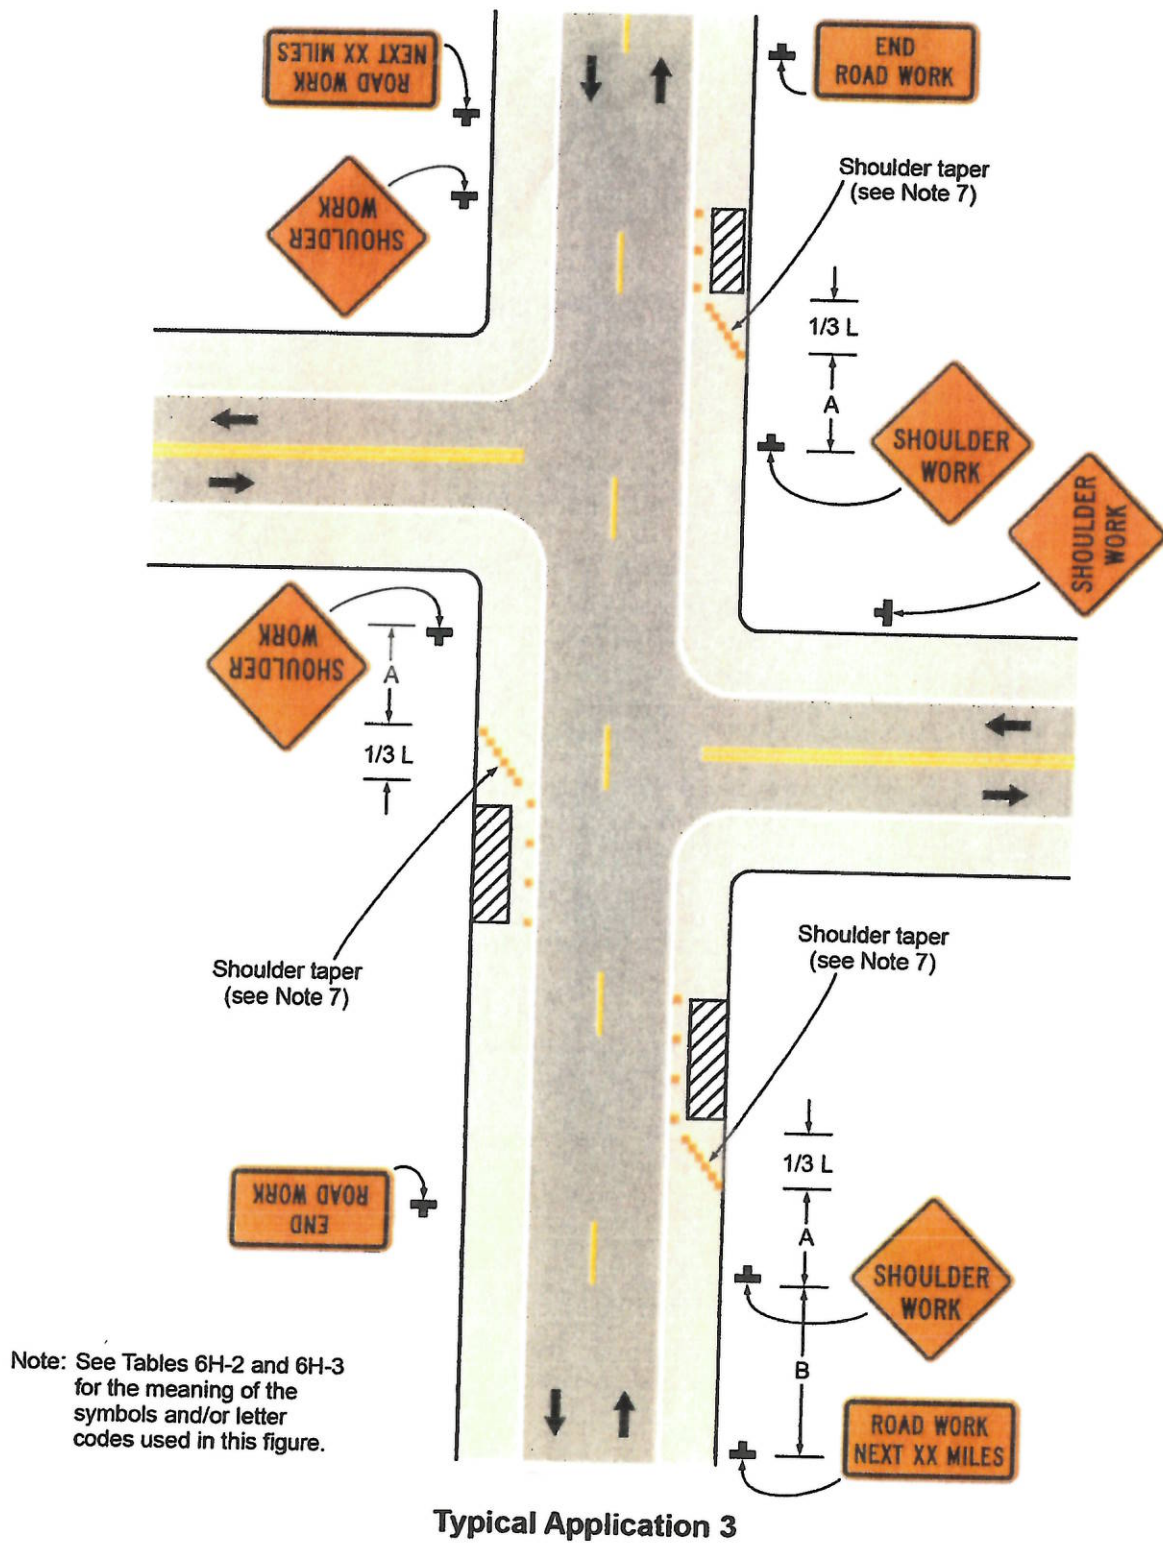 ROAD WORK
NEXT XX MILES
END
ROAD WORK
SHOULDER
WORK
Shoulder taper
(see Note 7)
1/3 L
A
SHOULDER
WORK
SHOULDER
WORK
SHOULDER
WORK
A
1/3 L
Shoulder taper
(see Note 7)
Shoulder taper
(see Note 7)
1/3 L
A
END
ROAD WORK
SHOULDER
WORK
B
ROAD WORK
NEXT XX MILES
Note: See Tables 6H-2 and 6H-3
for the meaning of the
symbols and/or letter
codes used in this figure.
Typical Application 3